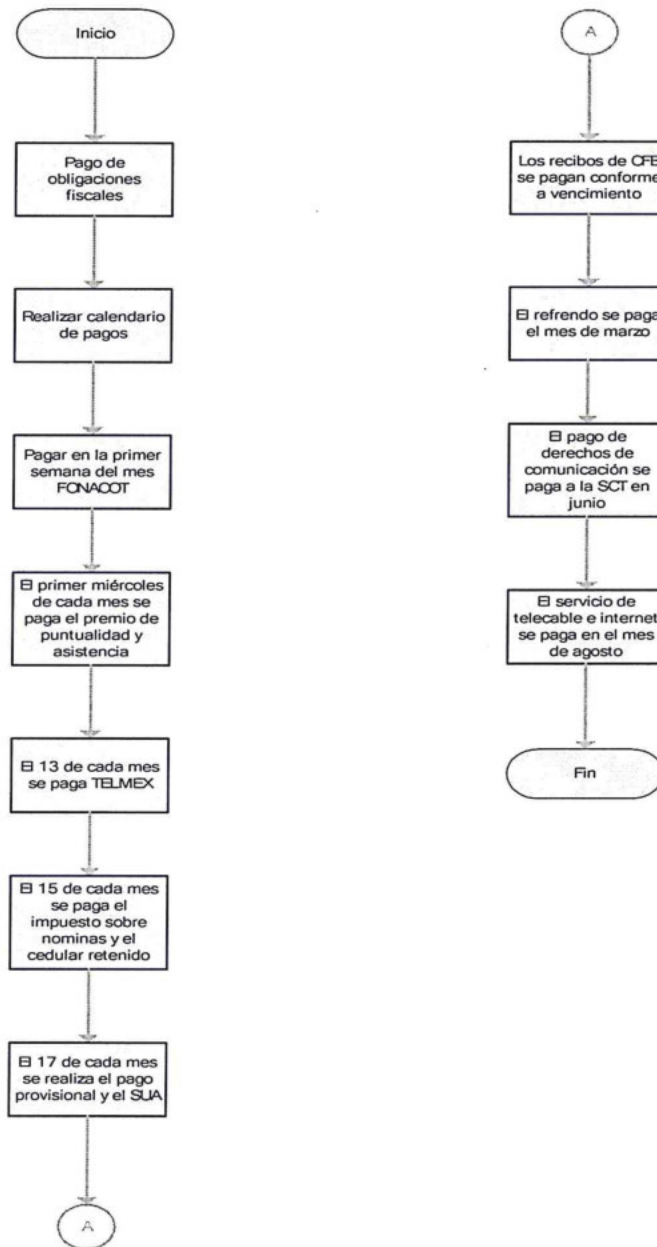 Inicio
Pago de
obligaciones
fiscales
Realizar calendario
de pagos
Pagar en la primer
semana del mes
FONACOT
El primer miércoles
de cada mes se
paga el premio de
puntualidad y
asistencia
El 13 de cada mes
se paga TELMEX
El 15 de cada mes
se paga el
impuesto sobre
nominas y el
cedular retenido
El 17 de cada mes
se realiza el pago
provisional y el SUA
A
A
Los recibos de CFE
se pagan conforme
a vencimiento
El refrendo se paga
el mes de marzo
El pago de
derechos de
comunicación se
paga a la SCT en
junio
El servicio de
telecable e internet
se paga en el mes
de agosto
Fin